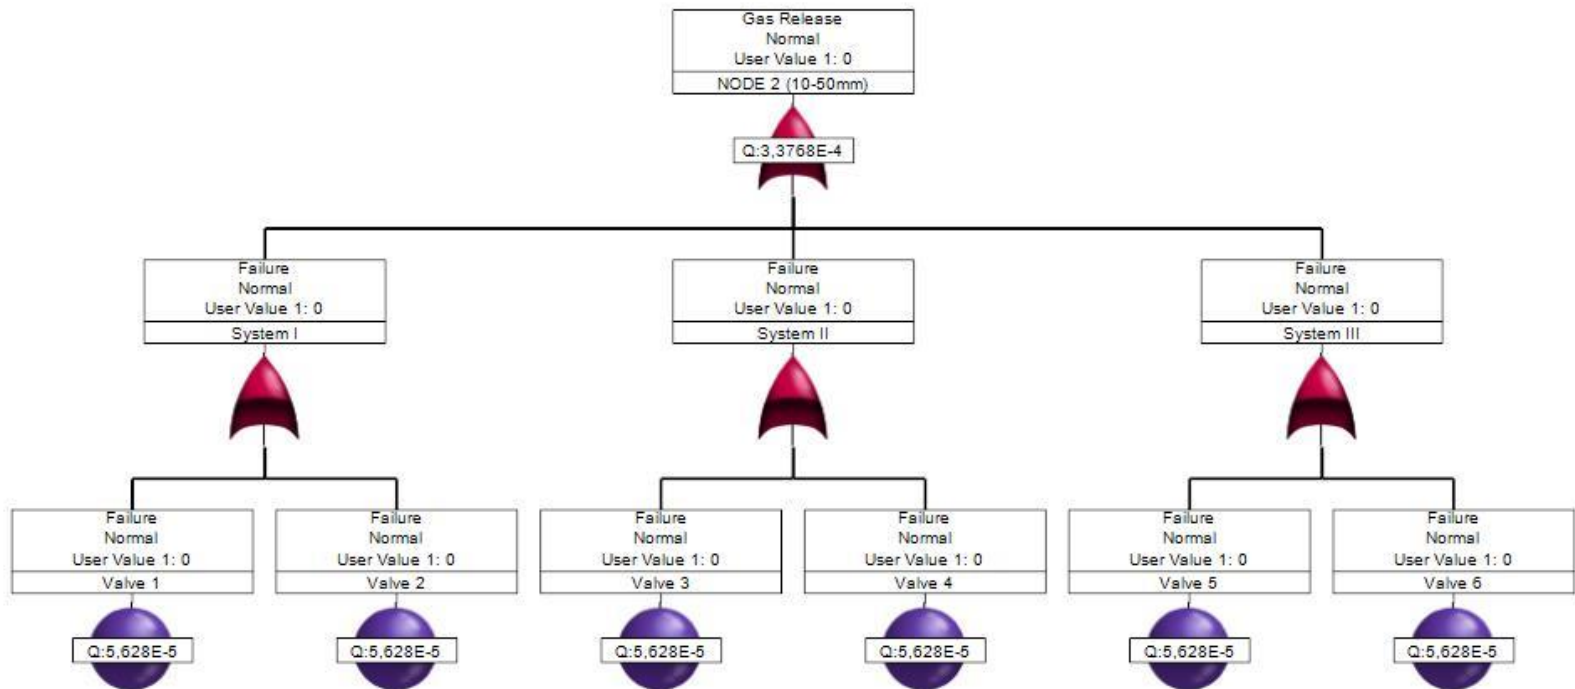 Gas Release
Normal
User Value 1: 0
NODE 2 (10-50mm)
Q:3,3768E-4
Failure
Normal
User Value 1: 0
System I
Failure
Normal
User Value 1: 0
System II
Failure
Normal
User Value 1: 0
System III
Failure
Normal
User Value 1: 0
Valve 1
Q:5,628E-5
Failure
Normal
User Value 1: 0
Valve 2
Q:5,628E-5
Failure
Normal
User Value 1: 0
Valve 3
Q:5,628E-5
Failure
Normal
User Value 1: 0
Valve 4
Q:5,628E-5
Failure
Normal
User Value 1: 0
Valve 5
Q:5,628E-5
Failure
Normal
User Value 1: 0
Valve 6
Q:5,628E-5